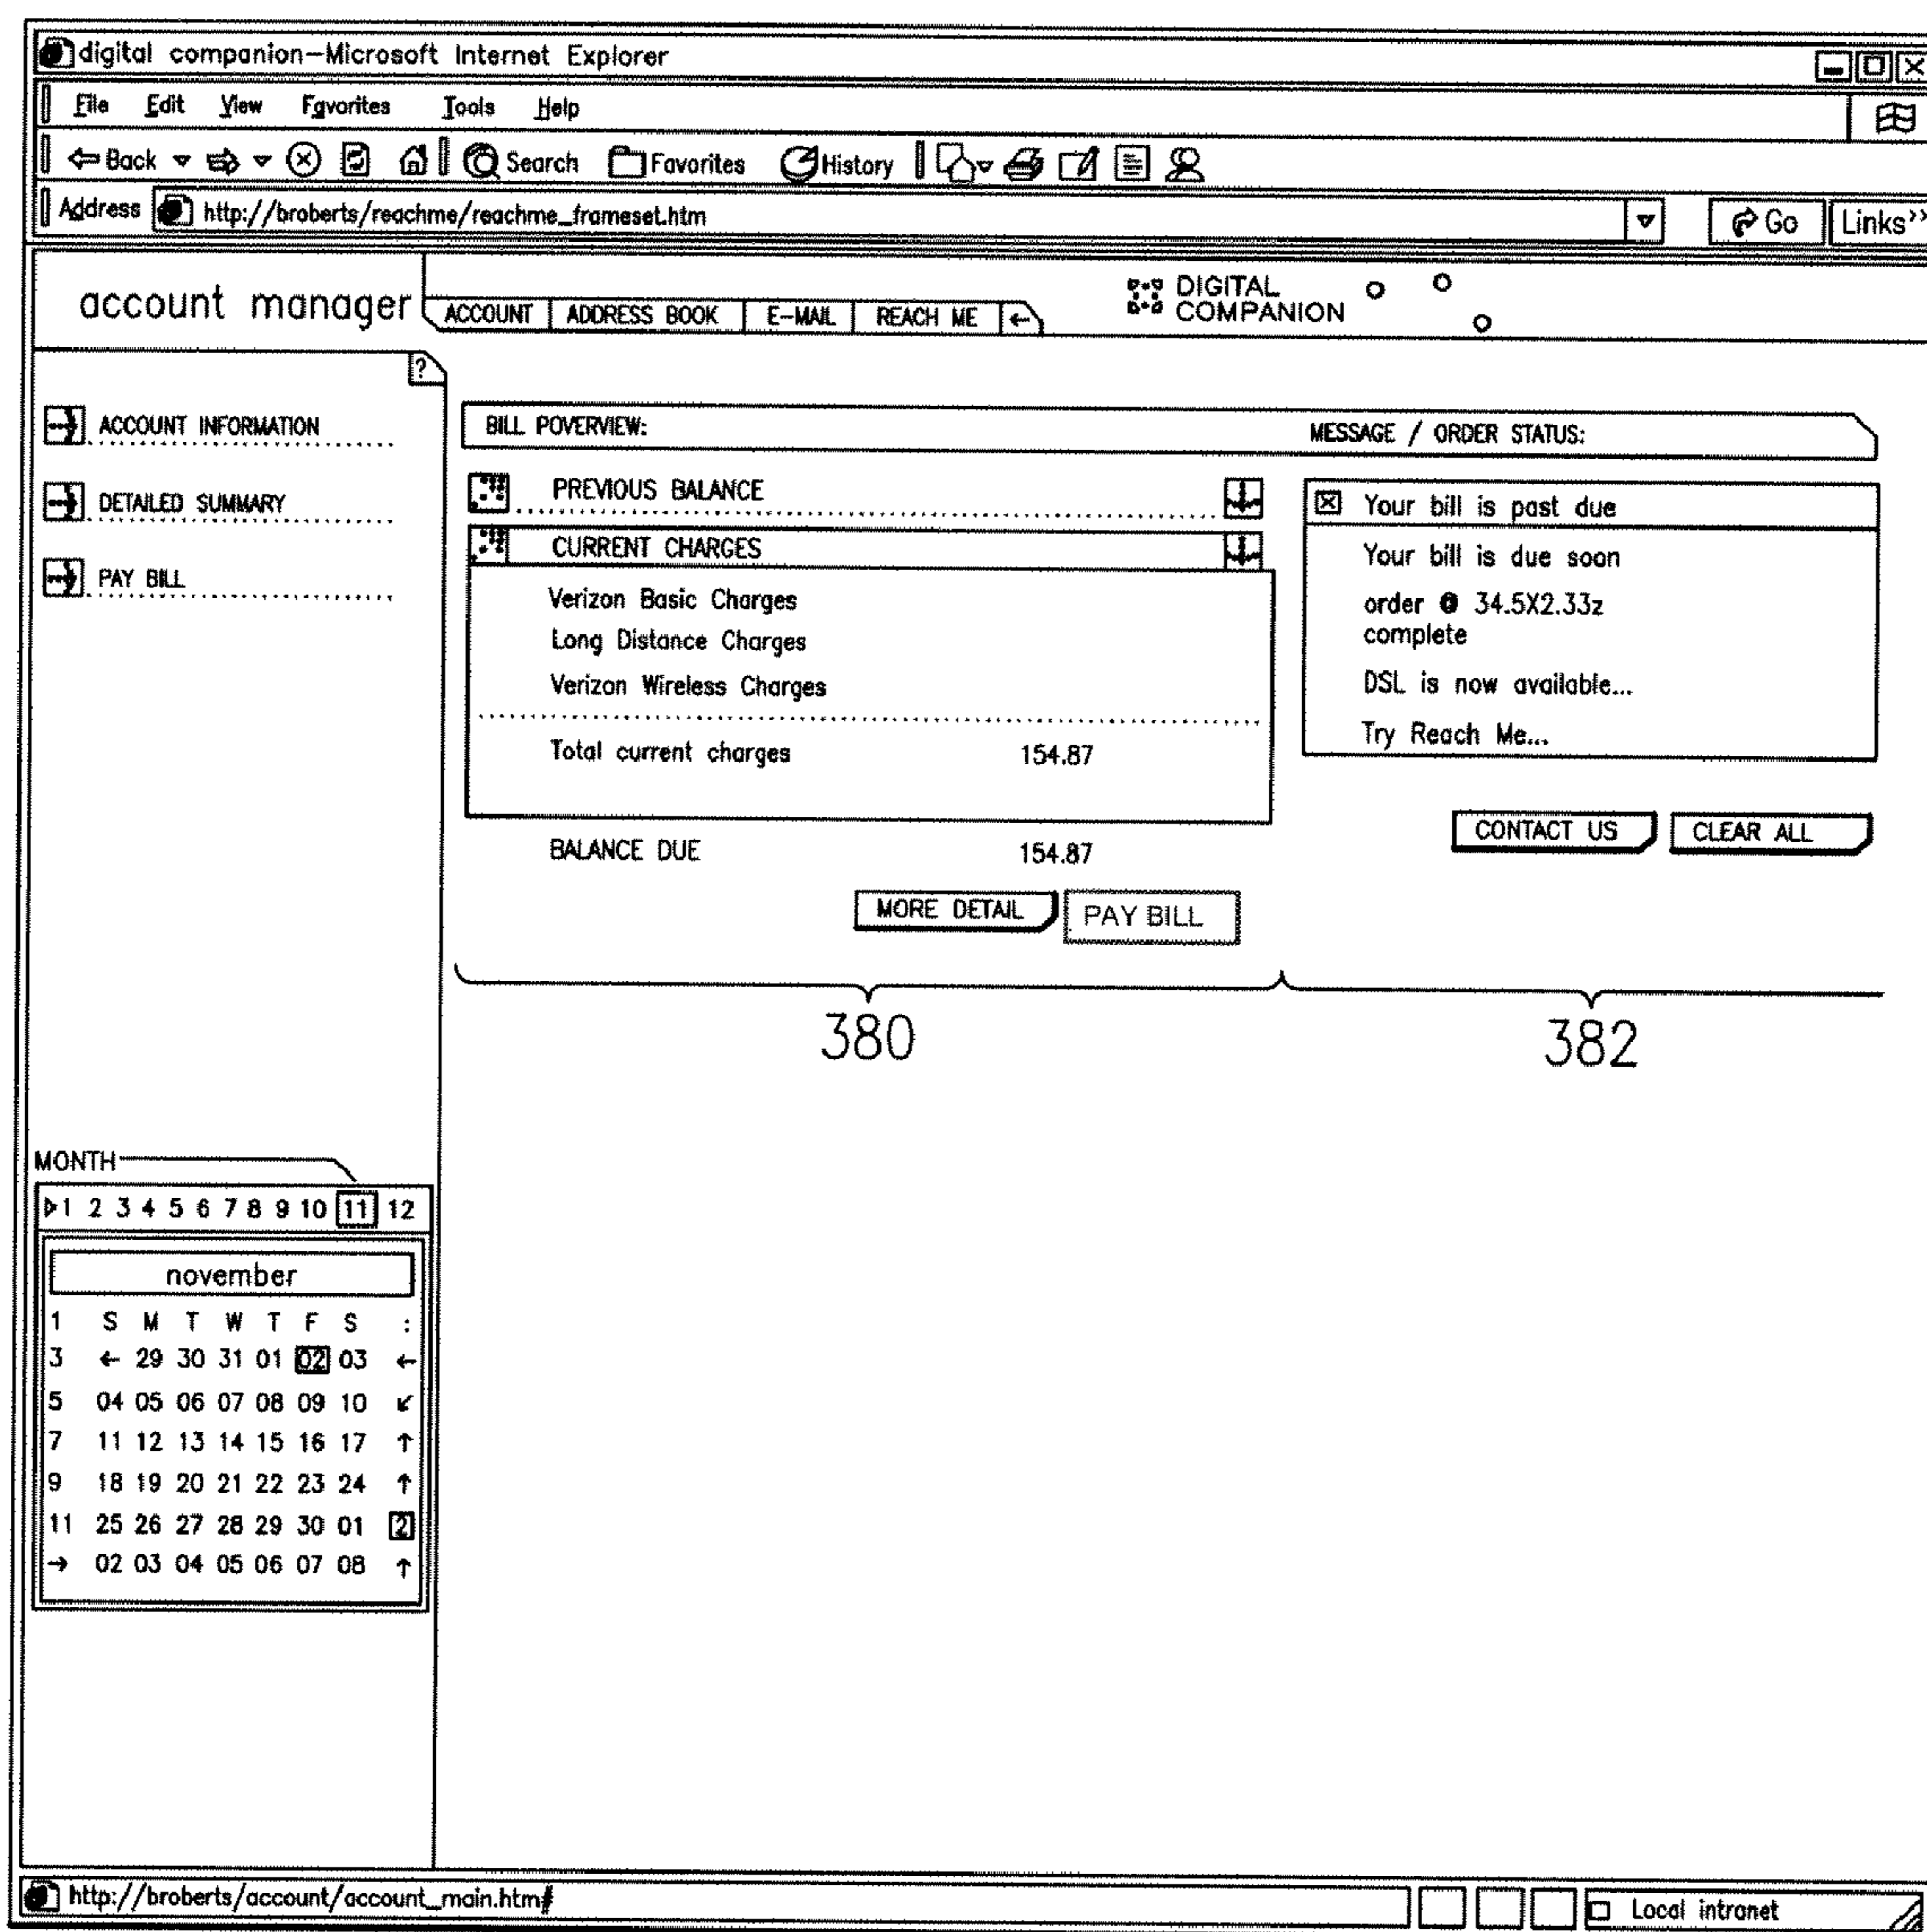 digital companion-Microsoft Internet Explorer
File Edit View Favorites Tools Help
Back Search Favorites History
Address http://broberts/reachme/reachme_frameset.htm Go Links>>
account manager ACCOUNT ADDRESS BOOK E-MAIL REACH ME ← DIGITAL COMPANION
?
ACCOUNT INFORMATION
DETAILED SUMMARY
PAY BILL
BILL POVERVIEW: MESSAGE / ORDER STATUS:
PREVIOUS BALANCE
CURRENT CHARGES
Verizon Basic Charges
Long Distance Charges
Verizon Wireless Charges
Total current charges 154.87
BALANCE DUE 154.87
MORE DETAIL PAY BILL
Your bill is past due
Your bill is due soon
order @ 34.5X2.33z
complete
DSL is now available...
Try Reach Me...
CONTACT US CLEAR ALL
380 382
MONTH
1 2 3 4 5 6 7 8 9 10 11 12
november
1 S M T W T F S :
3 ← 29 30 31 01 02 03 ←
5 04 05 06 07 08 09 10 ↙
7 11 12 13 14 15 16 17 ↑
9 18 19 20 21 22 23 24 ↑
11 25 26 27 28 29 30 01 2
→ 02 03 04 05 06 07 08 ↑
http://broberts/account/account_main.htm# Local intranet